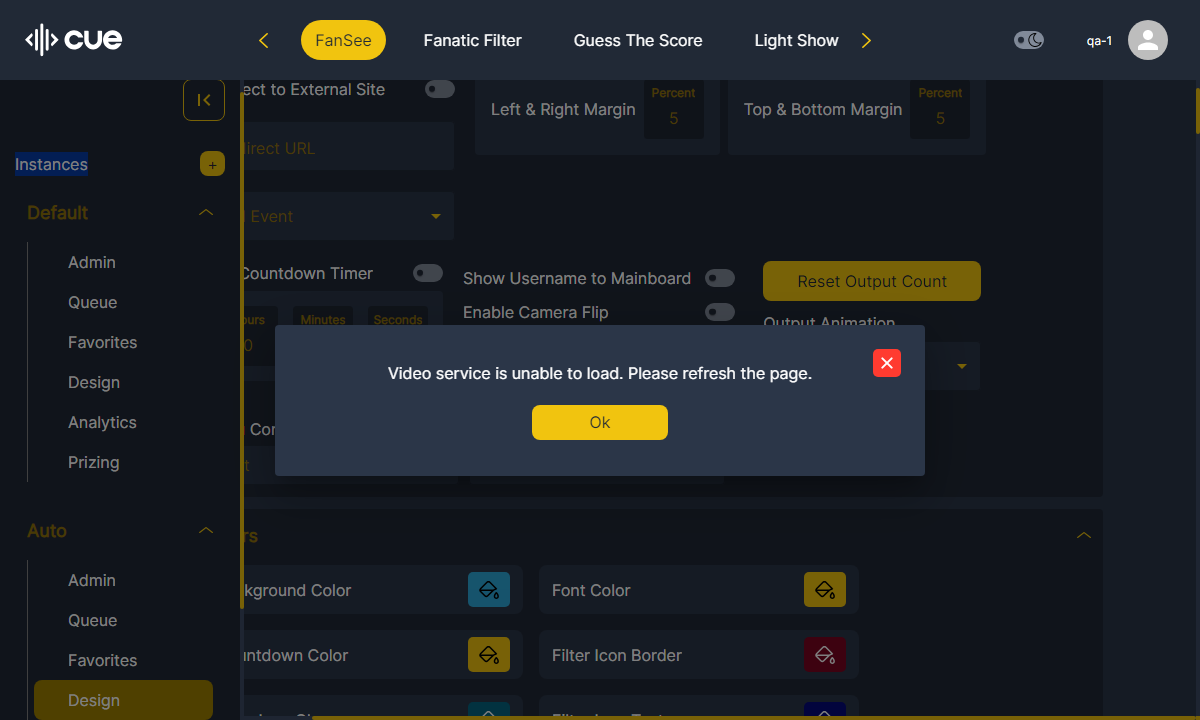 cue
FanSee
Fanatic Filter
Guess The Score
Light Show
qa-1
Instances
+
Default
Admin
Queue
Favorites
Design
Analytics
Prizing
Auto
Admin
Queue
Favorites
Design
ect to External Site
Left & Right Margin
Percent
5
Top & Bottom Margin
Percent
5
direct URL
Event
Countdown Timer
Show Username to Mainboard
Reset Output Count
Enable Camera Flip
Output Animation
ours
Minutes
Seconds
0
Video service is unable to load. Please refresh the page.
Ok
Cor
t
rs
kground Color
Font Color
ntdown Color
Filter Icon Border